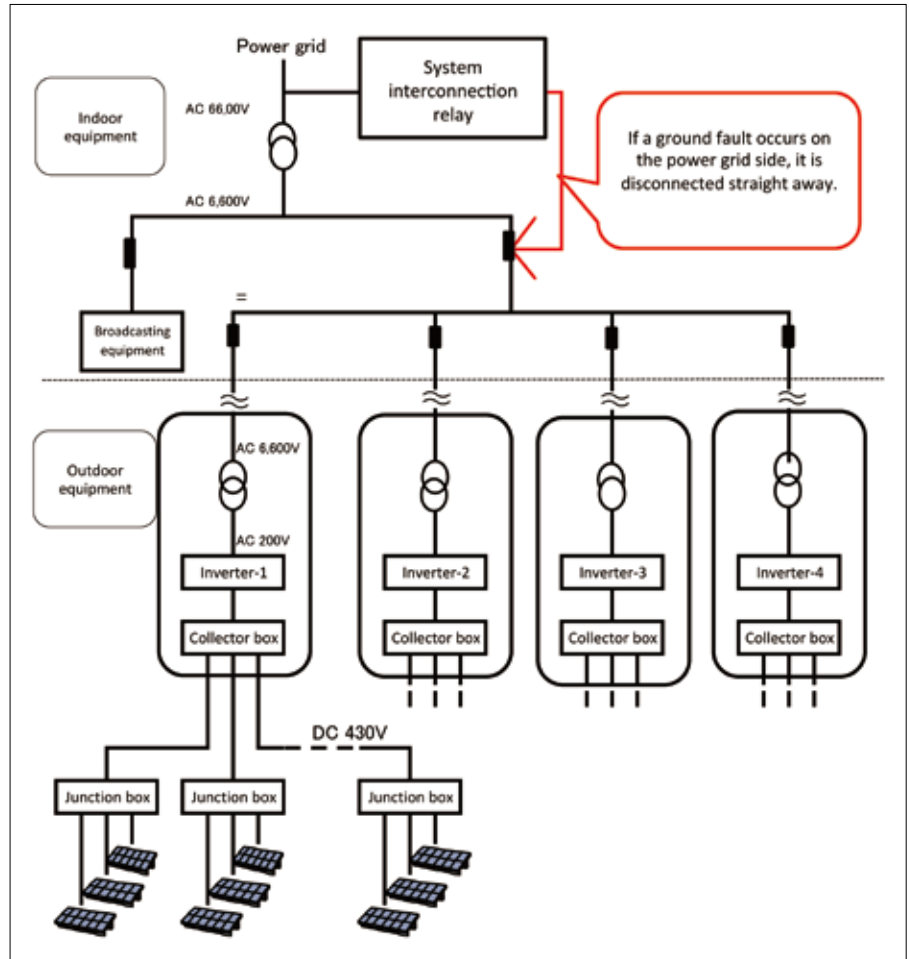 Power grid
System
interconnection
relay
Indoor
equipment
AC 66,00V
If a ground fault occurs on
the power grid side, it is
disconnected straight away.
AC 6,600V
=
Broadcasting
equipment
Outdoor
equipment
AC 6,600V
AC 200V
Inverter-1
Inverter-2
Inverter-3
Inverter-4
Collector box
Collector box
Collector box
Collector box
DC 430V
Junction box
Junction box
Junction box